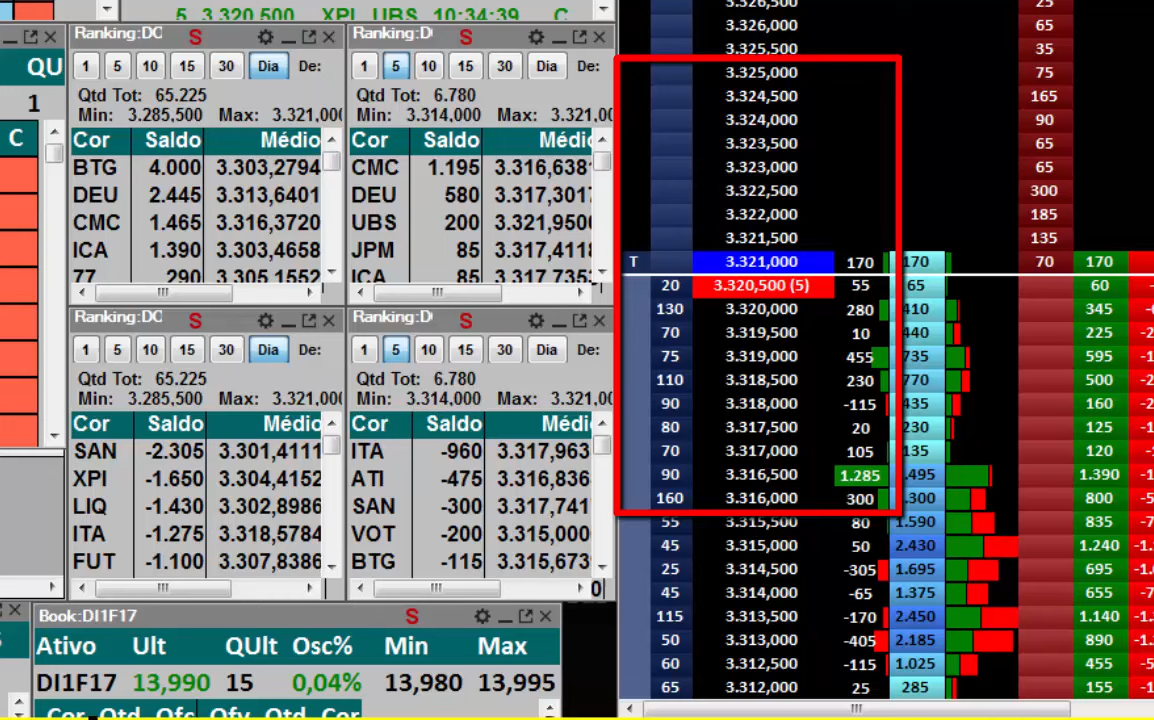 5 3.320,500 XPI UBS 10:34:39 C
QU
1
C
Ranking:DO S
1 5 10 15 30 Dia De:
Qtd Tot: 65.225
Min: 3.285,500 Max: 3.321,00
Cor Saldo Médio
BTG 4.000 3.303,2794
DEU 2.445 3.313,6401
CMC 1.465 3.316,3720
ICA 1.390 3.303,4658
77 290 3.305,1552
Ranking:D S
1 5 10 15 30 Dia De:
Qtd Tot: 6.780
Min: 3.314,000 Max: 3.321,0
Cor Saldo Médi
CMC 1.195 3.316,638
DEU 580 3.317,301
UBS 200 3.321,950
JPM 85 3.317,411
ICA 85 3.317,735
Ranking:DO S
1 5 10 15 30 Dia De:
Qtd Tot: 65.225
Min: 3.285,500 Max: 3.321,00
Cor Saldo Médio
SAN -2.305 3.301,4111
XPI -1.650 3.304,4152
LIQ -1.430 3.302,8986
ITA -1.275 3.318,5784
FUT -1.100 3.307,8386
Ranking:D S
1 5 10 15 30 Dia De:
Qtd Tot: 6.780
Min: 3.314,000 Max: 3.321,0
Cor Saldo Médi
ITA -960 3.317,963
ATI -475 3.316,836
SAN -300 3.317,741
VOT -200 3.315,000
BTG -115 3.315,673
Book:DI1F17 S
Ativo Ult QUlt Osc% Min Max
DI1F17 13,990 15 0,04% 13,980 13,995
Cor Qtd Ofc Ofv Qtd Cor
3.326,500 25
3.326,000 65
3.325,500 35
3.325,000 75
3.324,500 165
3.324,000 90
3.323,500 65
3.323,000 65
3.322,500 300
3.322,000 185
3.321,500 135
T 3.321,000 170 170 70 170
20 3.320,500 (5) 55 65 60
130 3.320,000 280 410 345
70 3.319,500 10 440 225
75 3.319,000 455 735 595
110 3.318,500 230 770 500
90 3.318,000 -115 435 160
80 3.317,500 20 230 125
70 3.317,000 105 135 120
90 3.316,500 1.285 1.495 1.390
160 3.316,000 300 1.300 800
55 3.315,500 80 1.590 835
45 3.315,000 50 2.430 1.240
25 3.314,500 -305 1.695 695
45 3.314,000 -65 1.375 655
115 3.313,500 -170 2.450 1.140
50 3.313,000 -405 2.185 890
60 3.312,500 -115 1.025 455
65 3.312,000 25 285 155